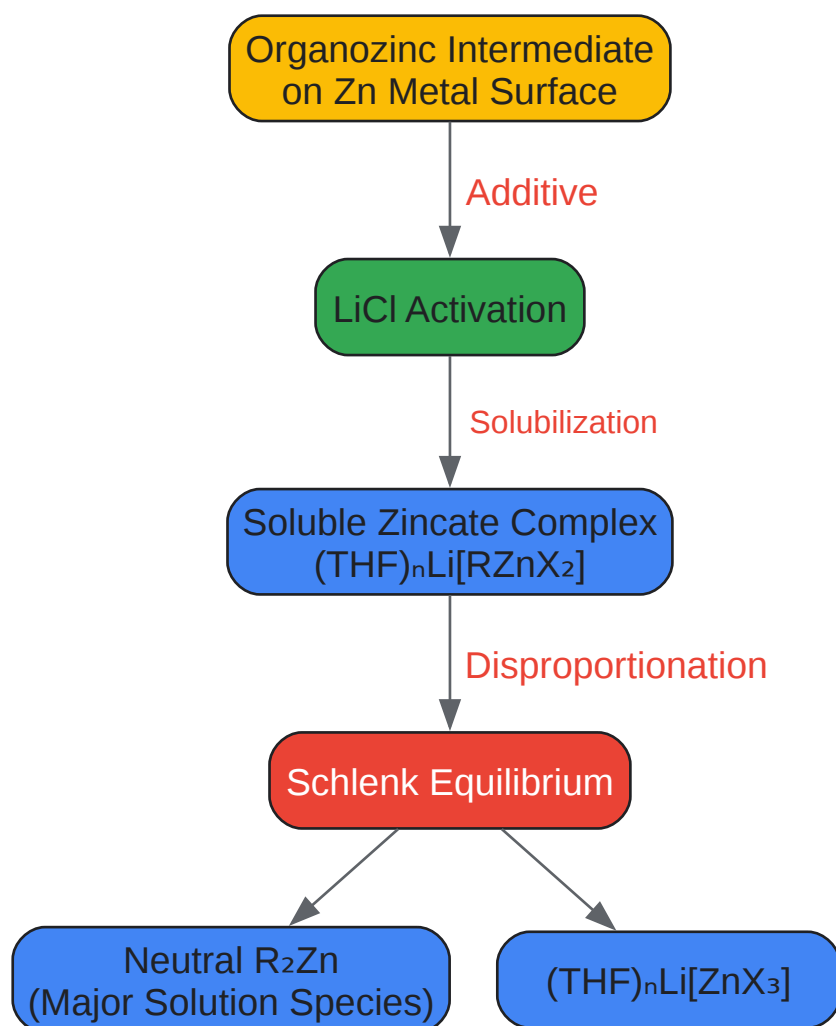 Organozinc Intermediate
on Zn Metal Surface
Additive
LiCl Activation
Solubilization
Soluble Zincate Complex
(THF)ₙLi[RZnX₂]
Disproportionation
Schlenk Equilibrium
Neutral R₂Zn
(Major Solution Species)
(THF)ₙLi[ZnX₃]